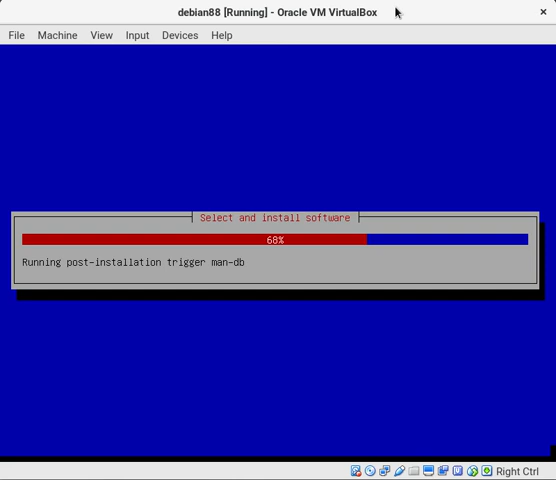 debian88 [Running] - Oracle VM VirtualBox
×
File Machine View Input Devices Help
Select and install software
68%
Running post-installation trigger man-db
Right Ctrl